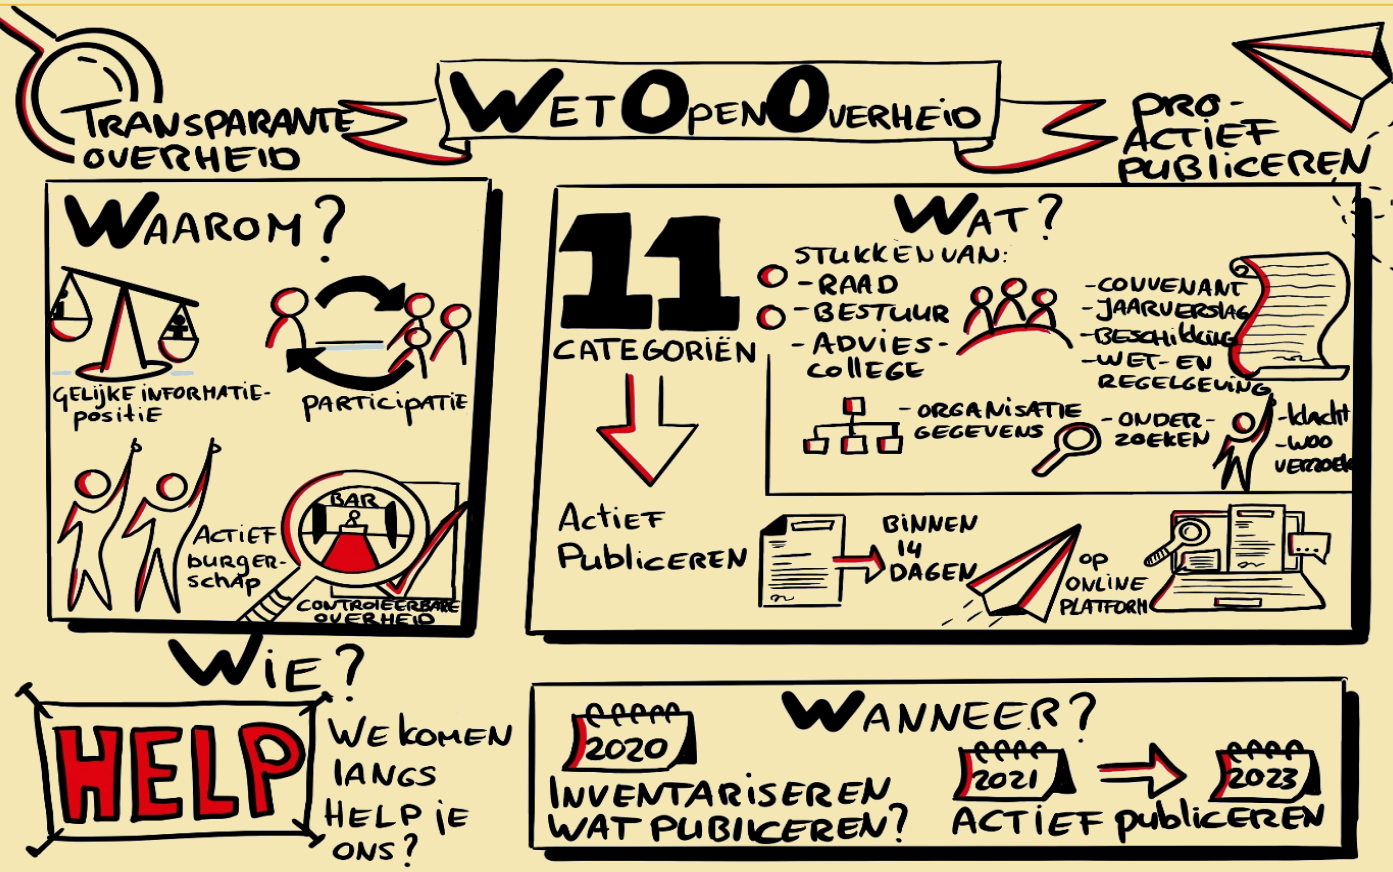 TRANSPARANTE
OVERHEID
WET OPEN OVERHEID
PRO-
ACTIEF
PUBLICEREN
WAAROM?
GELIJKE INFORMATIE-
POSITIE
PARTICIPATIE
ACTIEF
BURGER-
SCHAP
BAR
CONTROLEERBARE
OVERHEID
WAT?
11
CATEGORIËN
ACTIEF
PUBLICEREN
STUKKEN VAN:
- RAAD
- BESTUUR
- ADVIES-
COLLEGE
- CONVENANT
- JAARVERSLAG
- BESCHIKKING
- WET- EN
REGELGEVING
- ORGANISATIE
GEGEVENS
- ONDER-
ZOEKEN
- KLACHT
- WOO
VERZOEK
BINNEN
14
DAGEN
OP
ONLINE
PLATFORM
WIE?
HELP
WE KOMEN
LANGS
HELP JE
ONS?
WANNEER?
2020
INVENTARISEREN
WAT PUBLICEREN?
2021
2023
ACTIEF PUBLICEREN